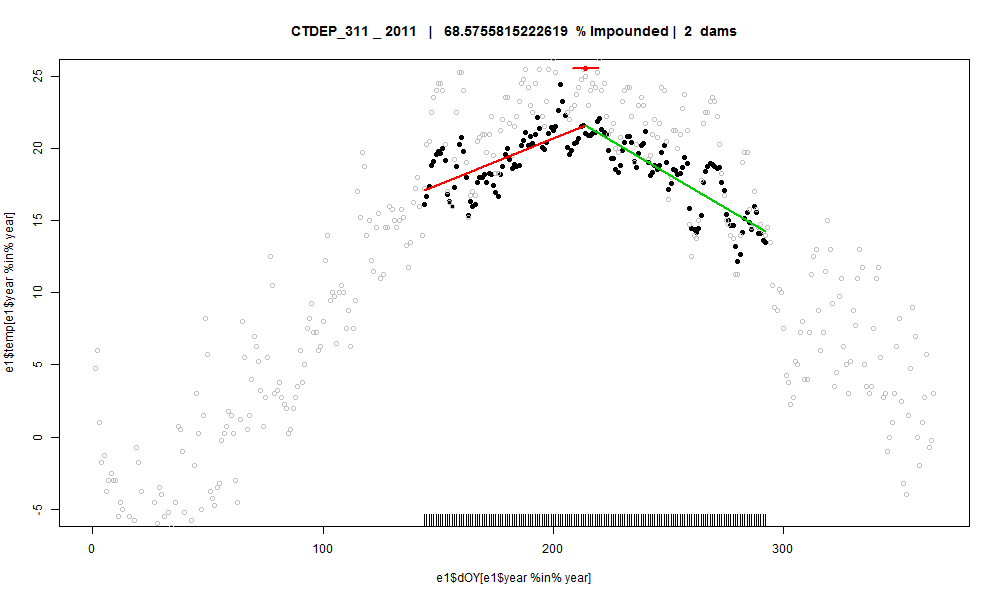 CTDEP_311 _ 2011 | 68.5755815222619 % Impounded | 2 dams
25
20
15
10
5
0
-5
e1$temp[e1$year %in% year]
0 100 200 300
e1$dOY[e1$year %in% year]